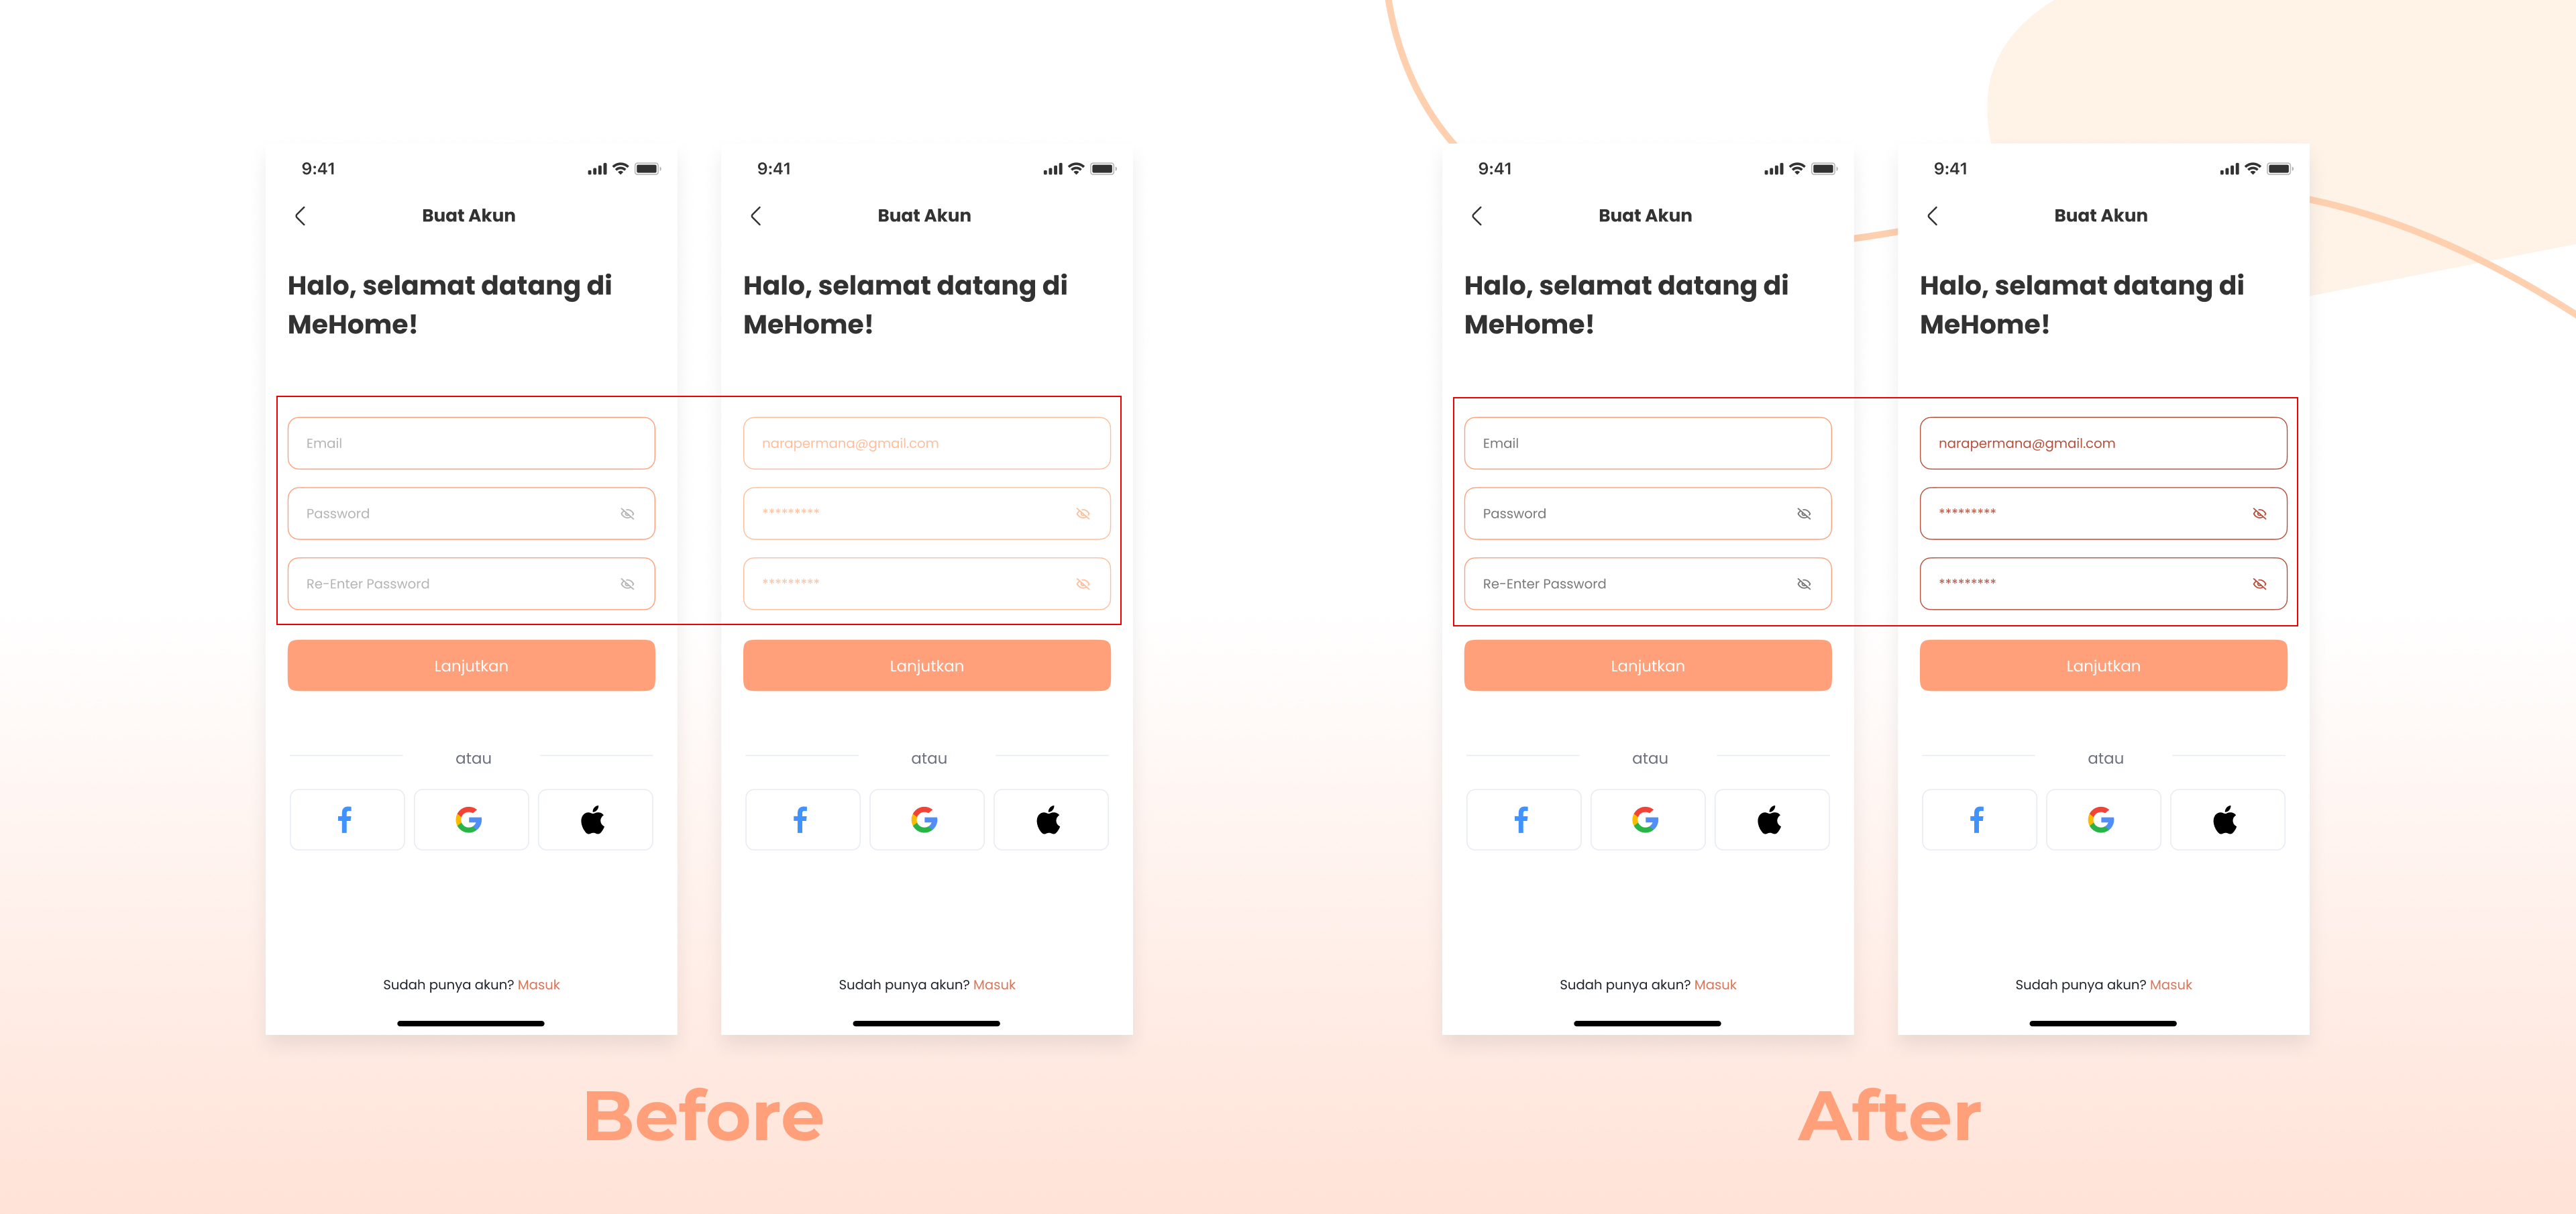 9:41
Buat Akun
Halo, selamat datang di
MeHome!
Email
Password
Re-Enter Password
Lanjutkan
atau
Sudah punya akun? Masuk
9:41
Buat Akun
Halo, selamat datang di
MeHome!
narapermana@gmail.com
*********
*********
Lanjutkan
atau
Sudah punya akun? Masuk
Before
9:41
Buat Akun
Halo, selamat datang di
MeHome!
Email
Password
Re-Enter Password
Lanjutkan
atau
Sudah punya akun? Masuk
9:41
Buat Akun
Halo, selamat datang di
MeHome!
narapermana@gmail.com
*********
*********
Lanjutkan
atau
Sudah punya akun? Masuk
After